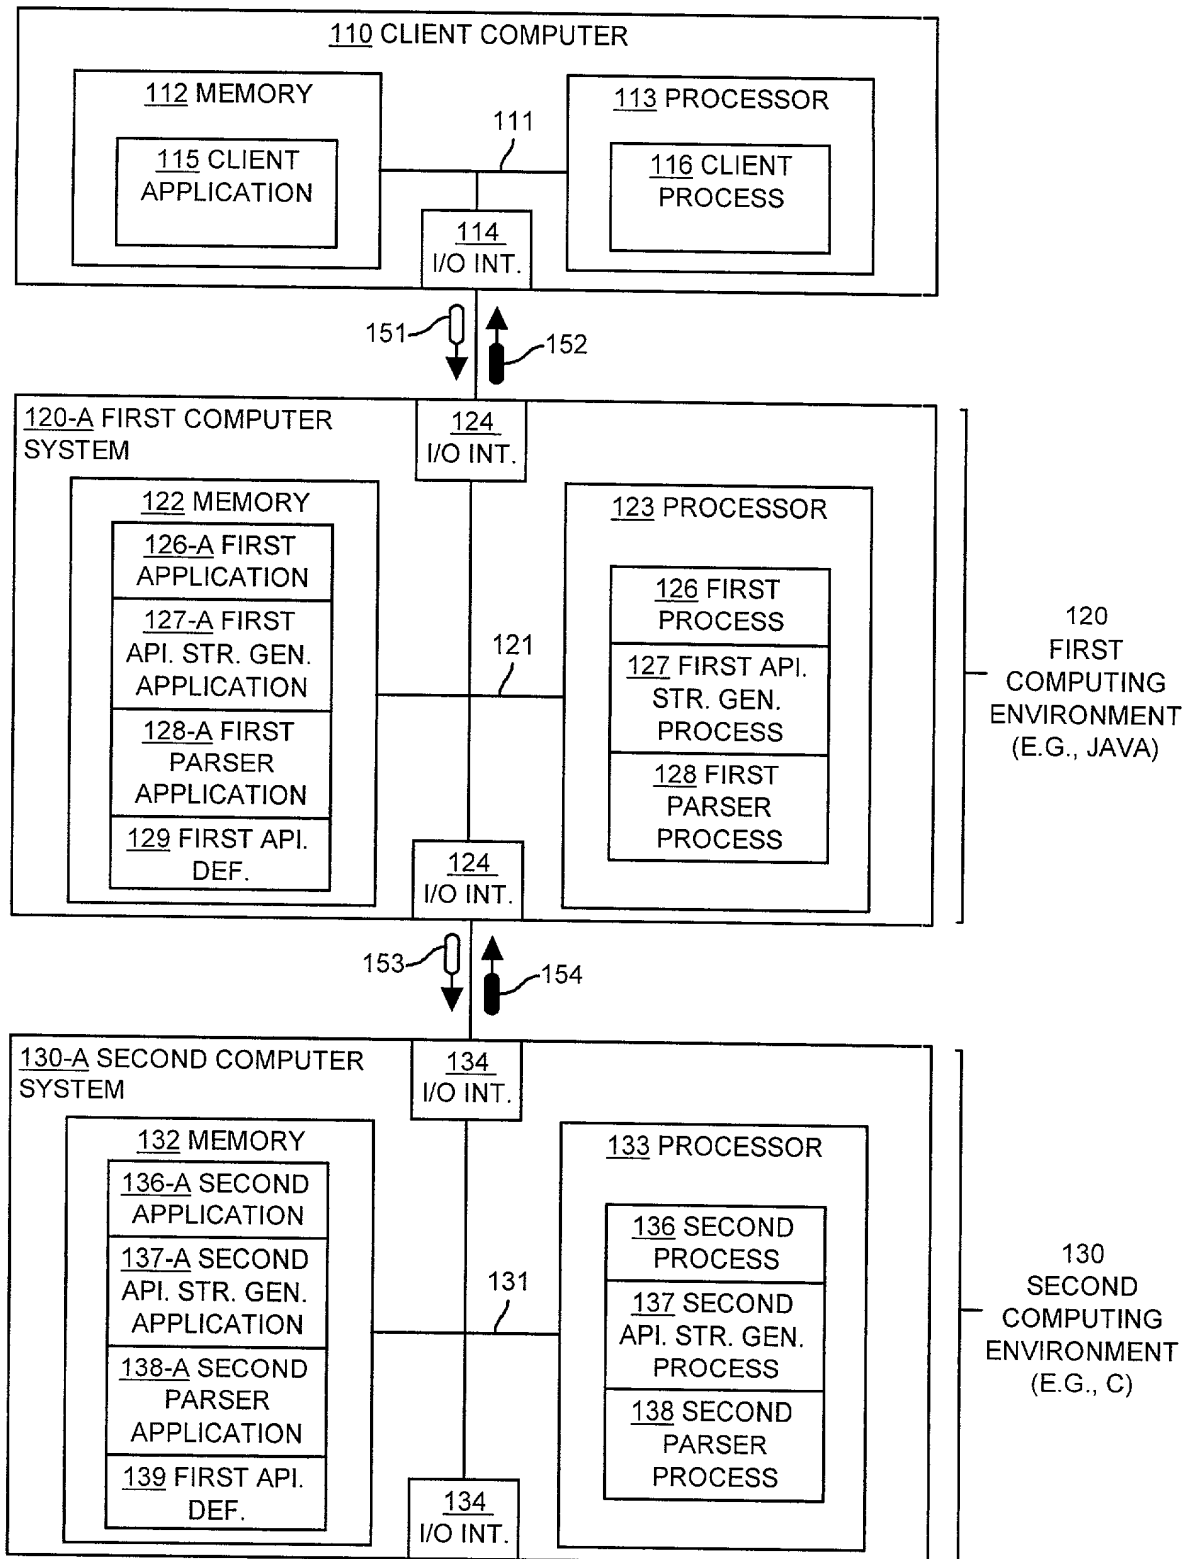 110 CLIENT COMPUTER
112 MEMORY
115 CLIENT
APPLICATION
111
113 PROCESSOR
116 CLIENT
PROCESS
114
I/O INT.
151
152
120-A FIRST COMPUTER
SYSTEM
124
I/O INT.
122 MEMORY
126-A FIRST
APPLICATION
127-A FIRST
API. STR. GEN.
APPLICATION
128-A FIRST
PARSER
APPLICATION
129 FIRST API.
DEF.
121
123 PROCESSOR
126 FIRST
PROCESS
127 FIRST API.
STR. GEN.
PROCESS
128 FIRST
PARSER
PROCESS
124
I/O INT.
120
FIRST
COMPUTING
ENVIRONMENT
(E.G., JAVA)
153
154
130-A SECOND COMPUTER
SYSTEM
134
I/O INT.
132 MEMORY
136-A SECOND
APPLICATION
137-A SECOND
API. STR. GEN.
APPLICATION
138-A SECOND
PARSER
APPLICATION
139 FIRST API.
DEF.
131
133 PROCESSOR
136 SECOND
PROCESS
137 SECOND
API. STR. GEN.
PROCESS
138 SECOND
PARSER
PROCESS
134
I/O INT.
130
SECOND
COMPUTING
ENVIRONMENT
(E.G., C)